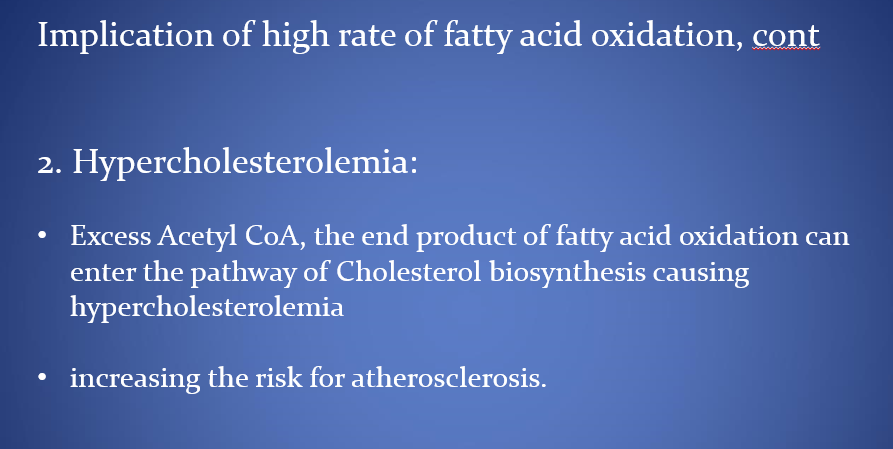 Implication of high rate of fatty acid oxidation, cont
2. Hypercholesterolemia:
• Excess Acetyl CoA, the end product of fatty acid oxidation can
enter the pathway of Cholesterol biosynthesis causing
hypercholesterolemia
• increasing the risk for atherosclerosis.